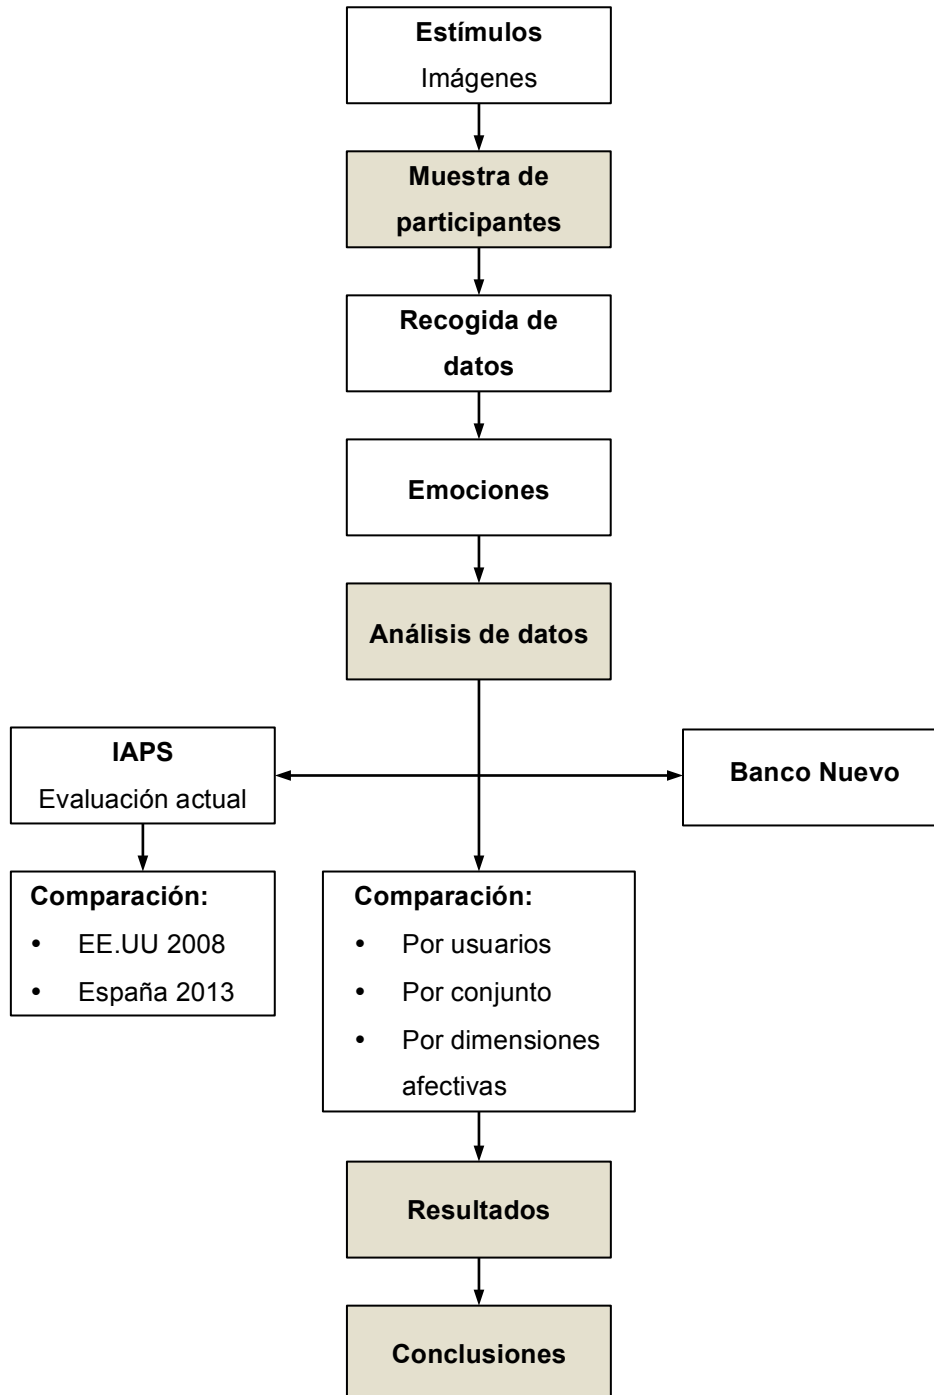 Estímulos
Imágenes
Muestra de
participantes
Recogida de
datos
Emociones
Análisis de datos
IAPS
Evaluación actual
Banco Nuevo
Comparación:
• EE.UU 2008
• España 2013
Comparación:
• Por usuarios
• Por conjunto
• Por dimensiones
afectivas
Resultados
Conclusiones